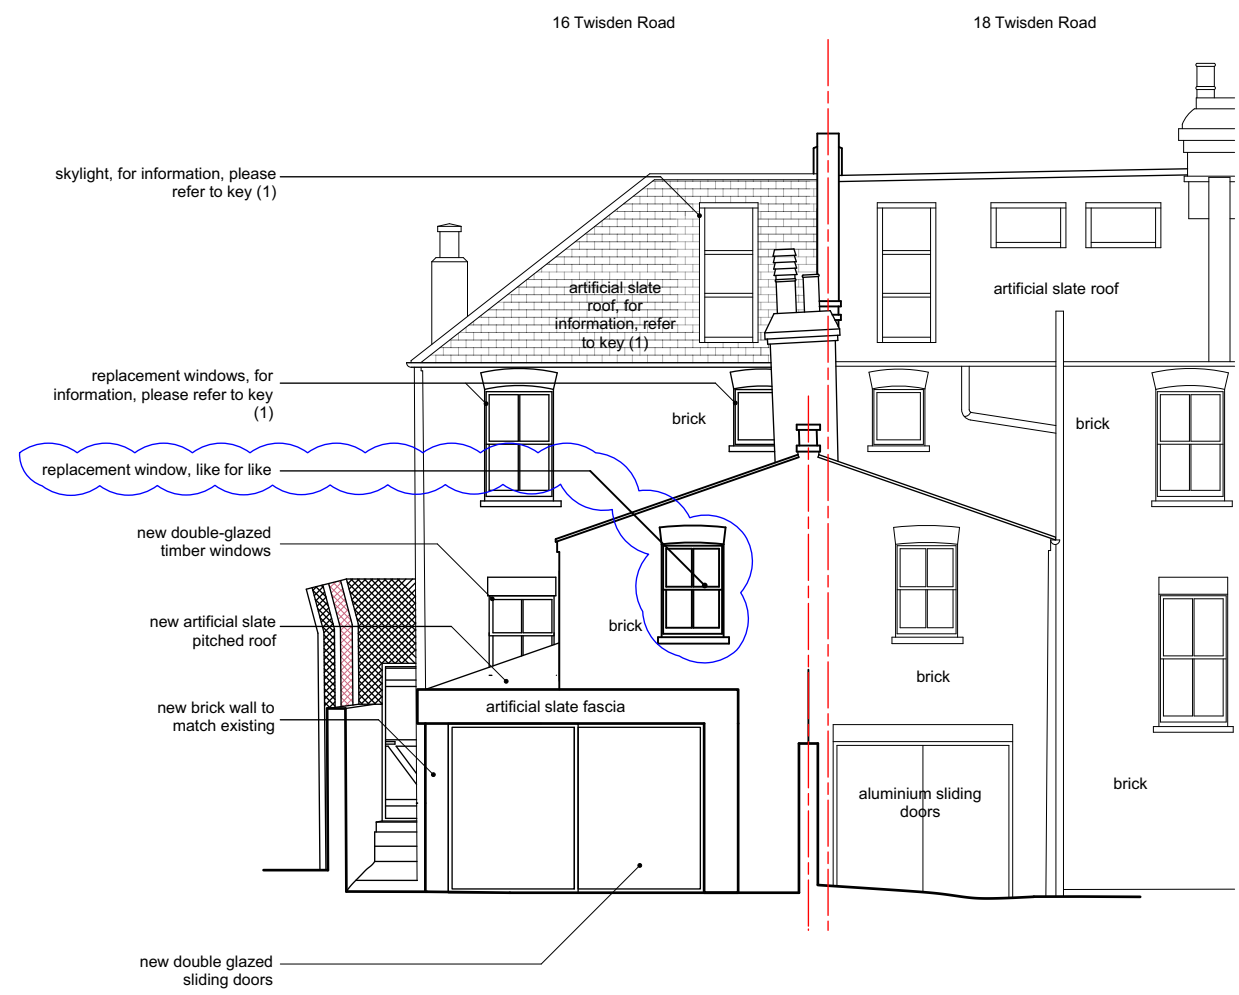 16 Twisden Road
18 Twisden Road
skylight, for information, please
refer to key (1)
artificial slate
roof, for
information, refer
to key (1)
artificial slate roof
replacement windows, for
information, please refer to key
(1)
brick
brick
replacement window, like for like
new double-glazed
timber windows
new artificial slate
pitched roof
brick
brick
new brick wall to
match existing
artificial slate fascia
aluminium sliding
doors
brick
new double glazed
sliding doors